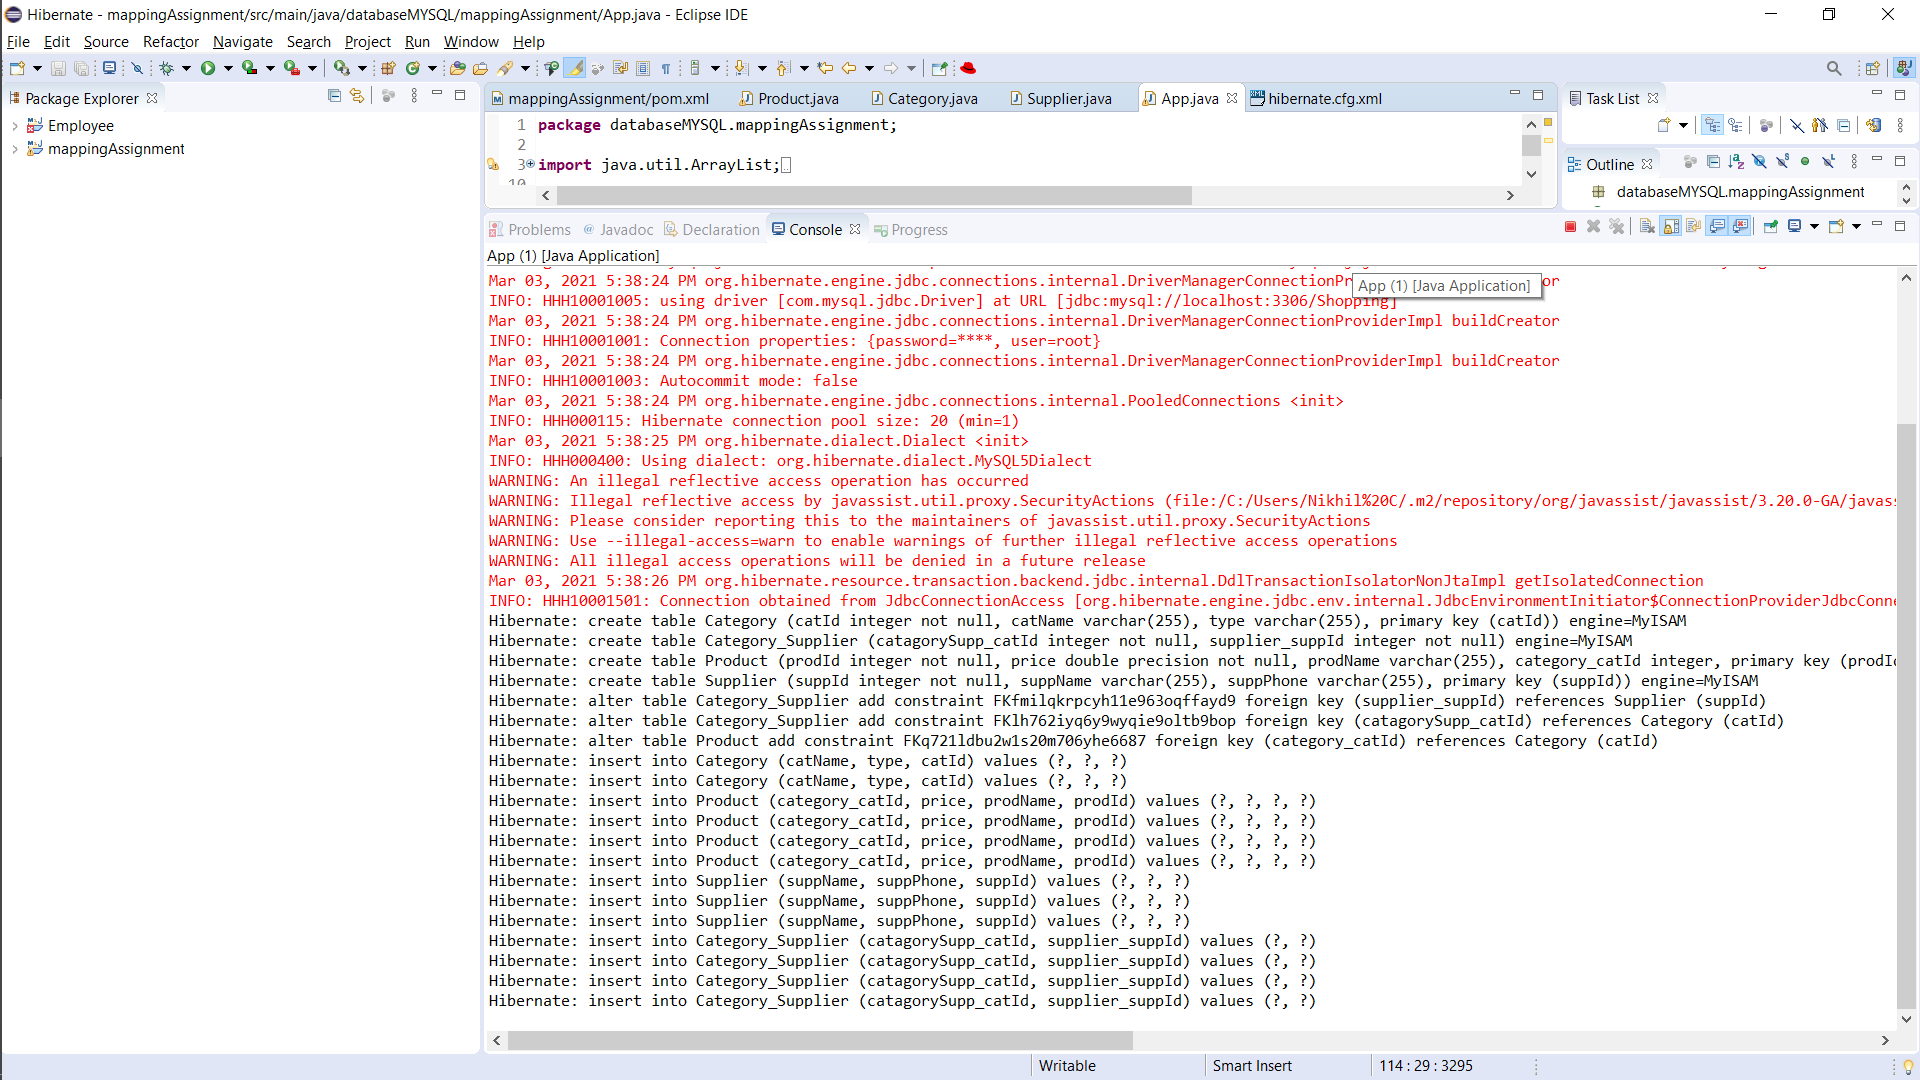 Hibernate - mappingAssignment/src/main/java/databaseMYSQL/mappingAssignment/App.java - Eclipse IDE
File Edit Source Refactor Navigate Search Project Run Window Help
Package Explorer
Employee
mappingAssignment
mappingAssignment/pom.xml Product.java Category.java Supplier.java App.java hibernate.cfg.xml
1 package databaseMYSQL.mappingAssignment;
2
3 import java.util.ArrayList;
10
Task List
Outline
databaseMYSQL.mappingAssignment
Problems @ Javadoc Declaration Console Progress
App (1) [Java Application]
App (1) [Java Application]
Mar 03, 2021 5:38:24 PM org.hibernate.engine.jdbc.connections.internal.DriverManagerConnectionPr or
INFO: HHH10001005: using driver [com.mysql.jdbc.Driver] at URL [jdbc:mysql://localhost:3306/Shopping]
Mar 03, 2021 5:38:24 PM org.hibernate.engine.jdbc.connections.internal.DriverManagerConnectionProviderImpl buildCreator
INFO: HHH10001001: Connection properties: {password=****, user=root}
Mar 03, 2021 5:38:24 PM org.hibernate.engine.jdbc.connections.internal.DriverManagerConnectionProviderImpl buildCreator
INFO: HHH10001003: Autocommit mode: false
Mar 03, 2021 5:38:24 PM org.hibernate.engine.jdbc.connections.internal.PooledConnections <init>
INFO: HHH000115: Hibernate connection pool size: 20 (min=1)
Mar 03, 2021 5:38:25 PM org.hibernate.dialect.Dialect <init>
INFO: HHH000400: Using dialect: org.hibernate.dialect.MySQL5Dialect
WARNING: An illegal reflective access operation has occurred
WARNING: Illegal reflective access by javassist.util.proxy.SecurityActions (file:/C:/Users/Nikhil%20C/.m2/repository/org/javassist/javassist/3.20.0-GA/javas
WARNING: Please consider reporting this to the maintainers of javassist.util.proxy.SecurityActions
WARNING: Use --illegal-access=warn to enable warnings of further illegal reflective access operations
WARNING: All illegal access operations will be denied in a future release
Mar 03, 2021 5:38:26 PM org.hibernate.resource.transaction.backend.jdbc.internal.DdlTransactionIsolatorNonJtaImpl getIsolatedConnection
INFO: HHH10001501: Connection obtained from JdbcConnectionAccess [org.hibernate.engine.jdbc.env.internal.JdbcEnvironmentInitiator$ConnectionProviderJdbcConn
Hibernate: create table Category (catId integer not null, catName varchar(255), type varchar(255), primary key (catId)) engine=MyISAM
Hibernate: create table Category_Supplier (catagorySupp_catId integer not null, supplier_suppId integer not null) engine=MyISAM
Hibernate: create table Product (prodId integer not null, price double precision not null, prodName varchar(255), category_catId integer, primary key (prodId
Hibernate: create table Supplier (suppId integer not null, suppName varchar(255), suppPhone varchar(255), primary key (suppId)) engine=MyISAM
Hibernate: alter table Category_Supplier add constraint FKfmilqkrpcyh11e963oqffayd9 foreign key (supplier_suppId) references Supplier (suppId)
Hibernate: alter table Category_Supplier add constraint FKlh762iyq6y9wyqie9oltb9bop foreign key (catagorySupp_catId) references Category (catId)
Hibernate: alter table Product add constraint FKq721ldbu2w1s20m706yhe6687 foreign key (category_catId) references Category (catId)
Hibernate: insert into Category (catName, type, catId) values (?, ?, ?)
Hibernate: insert into Category (catName, type, catId) values (?, ?, ?)
Hibernate: insert into Product (category_catId, price, prodName, prodId) values (?, ?, ?, ?)
Hibernate: insert into Product (category_catId, price, prodName, prodId) values (?, ?, ?, ?)
Hibernate: insert into Product (category_catId, price, prodName, prodId) values (?, ?, ?, ?)
Hibernate: insert into Product (category_catId, price, prodName, prodId) values (?, ?, ?, ?)
Hibernate: insert into Supplier (suppName, suppPhone, suppId) values (?, ?, ?)
Hibernate: insert into Supplier (suppName, suppPhone, suppId) values (?, ?, ?)
Hibernate: insert into Supplier (suppName, suppPhone, suppId) values (?, ?, ?)
Hibernate: insert into Category_Supplier (catagorySupp_catId, supplier_suppId) values (?, ?)
Hibernate: insert into Category_Supplier (catagorySupp_catId, supplier_suppId) values (?, ?)
Hibernate: insert into Category_Supplier (catagorySupp_catId, supplier_suppId) values (?, ?)
Hibernate: insert into Category_Supplier (catagorySupp_catId, supplier_suppId) values (?, ?)
Writable Smart Insert 114 : 29 : 3295